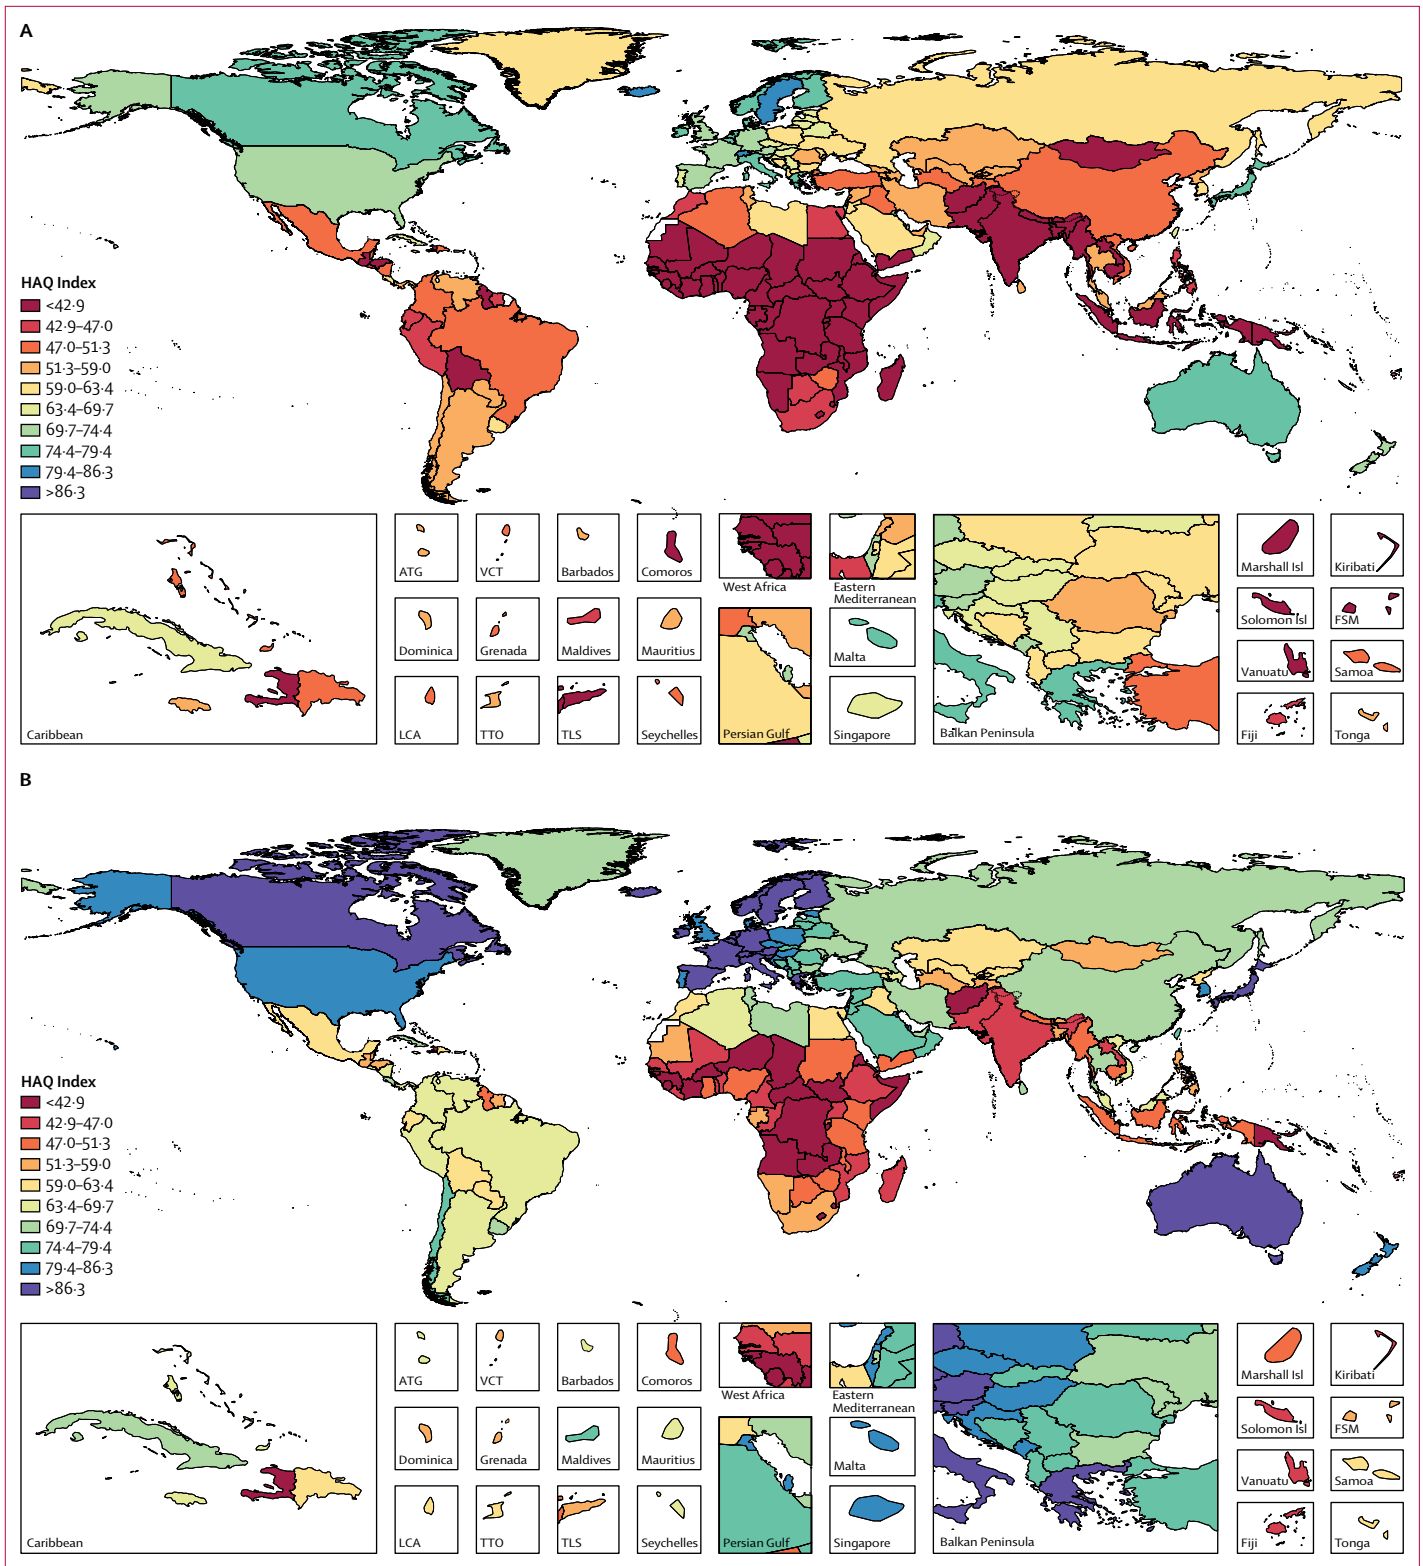 A
HAQ Index
<42·9
42·9–47·0
47·0–51·3
51·3–59·0
59·0–63·4
63·4–69·7
69·7–74·4
74·4–79·4
79·4–86·3
>86·3
Caribbean
ATG
VCT
Barbados
Comoros
Dominica
Grenada
Maldives
Mauritius
LCA
TTO
TLS
Seychelles
West Africa
Eastern
Mediterranean
Persian Gulf
Malta
Singapore
Balkan Peninsula
Marshall Isl
Kiribati
Solomon Isl
FSM
Vanuatu
Samoa
Fiji
Tonga
B
HAQ Index
<42·9
42·9–47·0
47·0–51·3
51·3–59·0
59·0–63·4
63·4–69·7
69·7–74·4
74·4–79·4
79·4–86·3
>86·3
Caribbean
ATG
VCT
Barbados
Comoros
Dominica
Grenada
Maldives
Mauritius
LCA
TTO
TLS
Seychelles
West Africa
Eastern
Mediterranean
Persian Gulf
Malta
Singapore
Balkan Peninsula
Marshall Isl
Kiribati
Solomon Isl
FSM
Vanuatu
Samoa
Fiji
Tonga